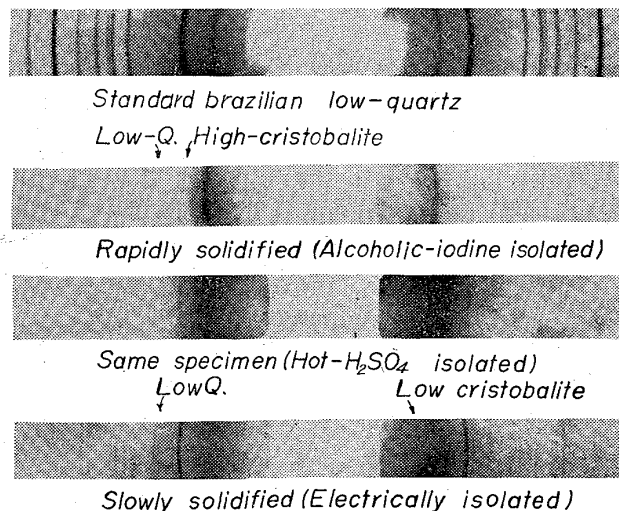 Standard brazilian low-quartz
Low-Q. High-cristobalite
Rapidly solidified (Alcoholic-iodine isolated)
Same specimen (Hot-H₂SO₄ isolated)
LowQ. Low cristobalite
Slowly solidified (Electrically isolated)